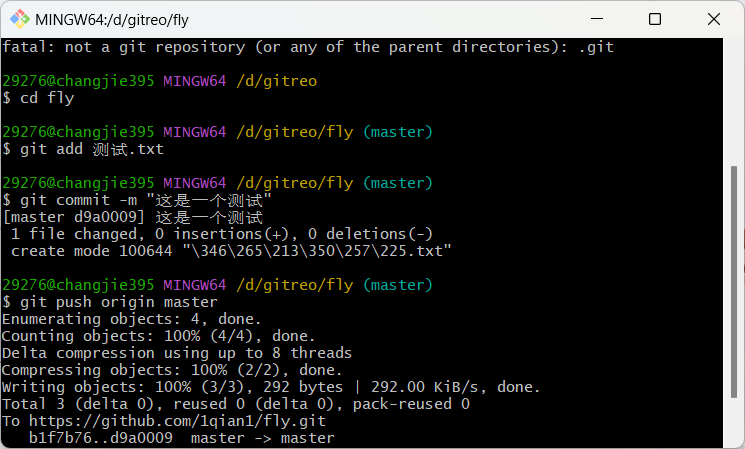 MINGW64:/d/gitreo/fly
fatal: not a git repository (or any of the parent directories): .git
29276@changjie395 MINGW64 /d/gitreo
$ cd fly
29276@changjie395 MINGW64 /d/gitreo/fly (master)
$ git add 测试.txt
29276@changjie395 MINGW64 /d/gitreo/fly (master)
$ git commit -m "这是一个测试"
[master d9a0009] 这是一个测试
1 file changed, 0 insertions(+), 0 deletions(-)
create mode 100644 "\346\265\213\350\257\225.txt"
29276@changjie395 MINGW64 /d/gitreo/fly (master)
$ git push origin master
Enumerating objects: 4, done.
Counting objects: 100% (4/4), done.
Delta compression using up to 8 threads
Compressing objects: 100% (2/2), done.
Writing objects: 100% (3/3), 292 bytes | 292.00 KiB/s, done.
Total 3 (delta 0), reused 0 (delta 0), pack-reused 0
To https://github.com/1qian1/fly.git
b1f7b76..d9a0009  master -> master